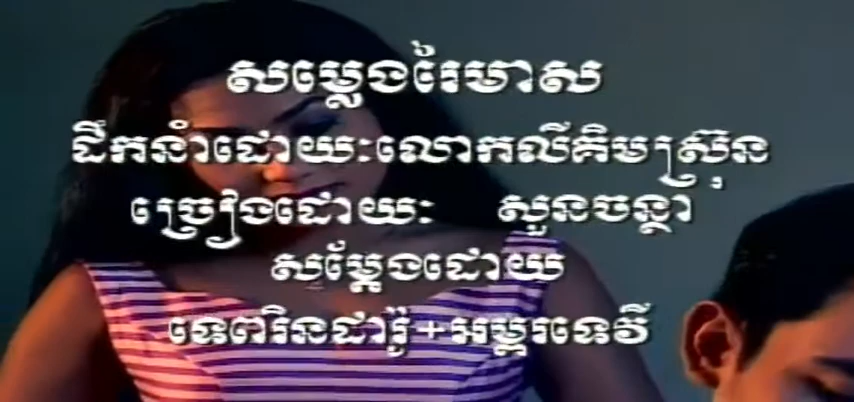 សម្លេងរៃមាស
ដឹកនាំដោយៈលោកលីគិមស្រ៊ុន
ច្រៀងដោយៈ សួនចន្ថា
សម្តែងដោយ
ទេពរិនដារ៉ូ+អម្ពរទេវី